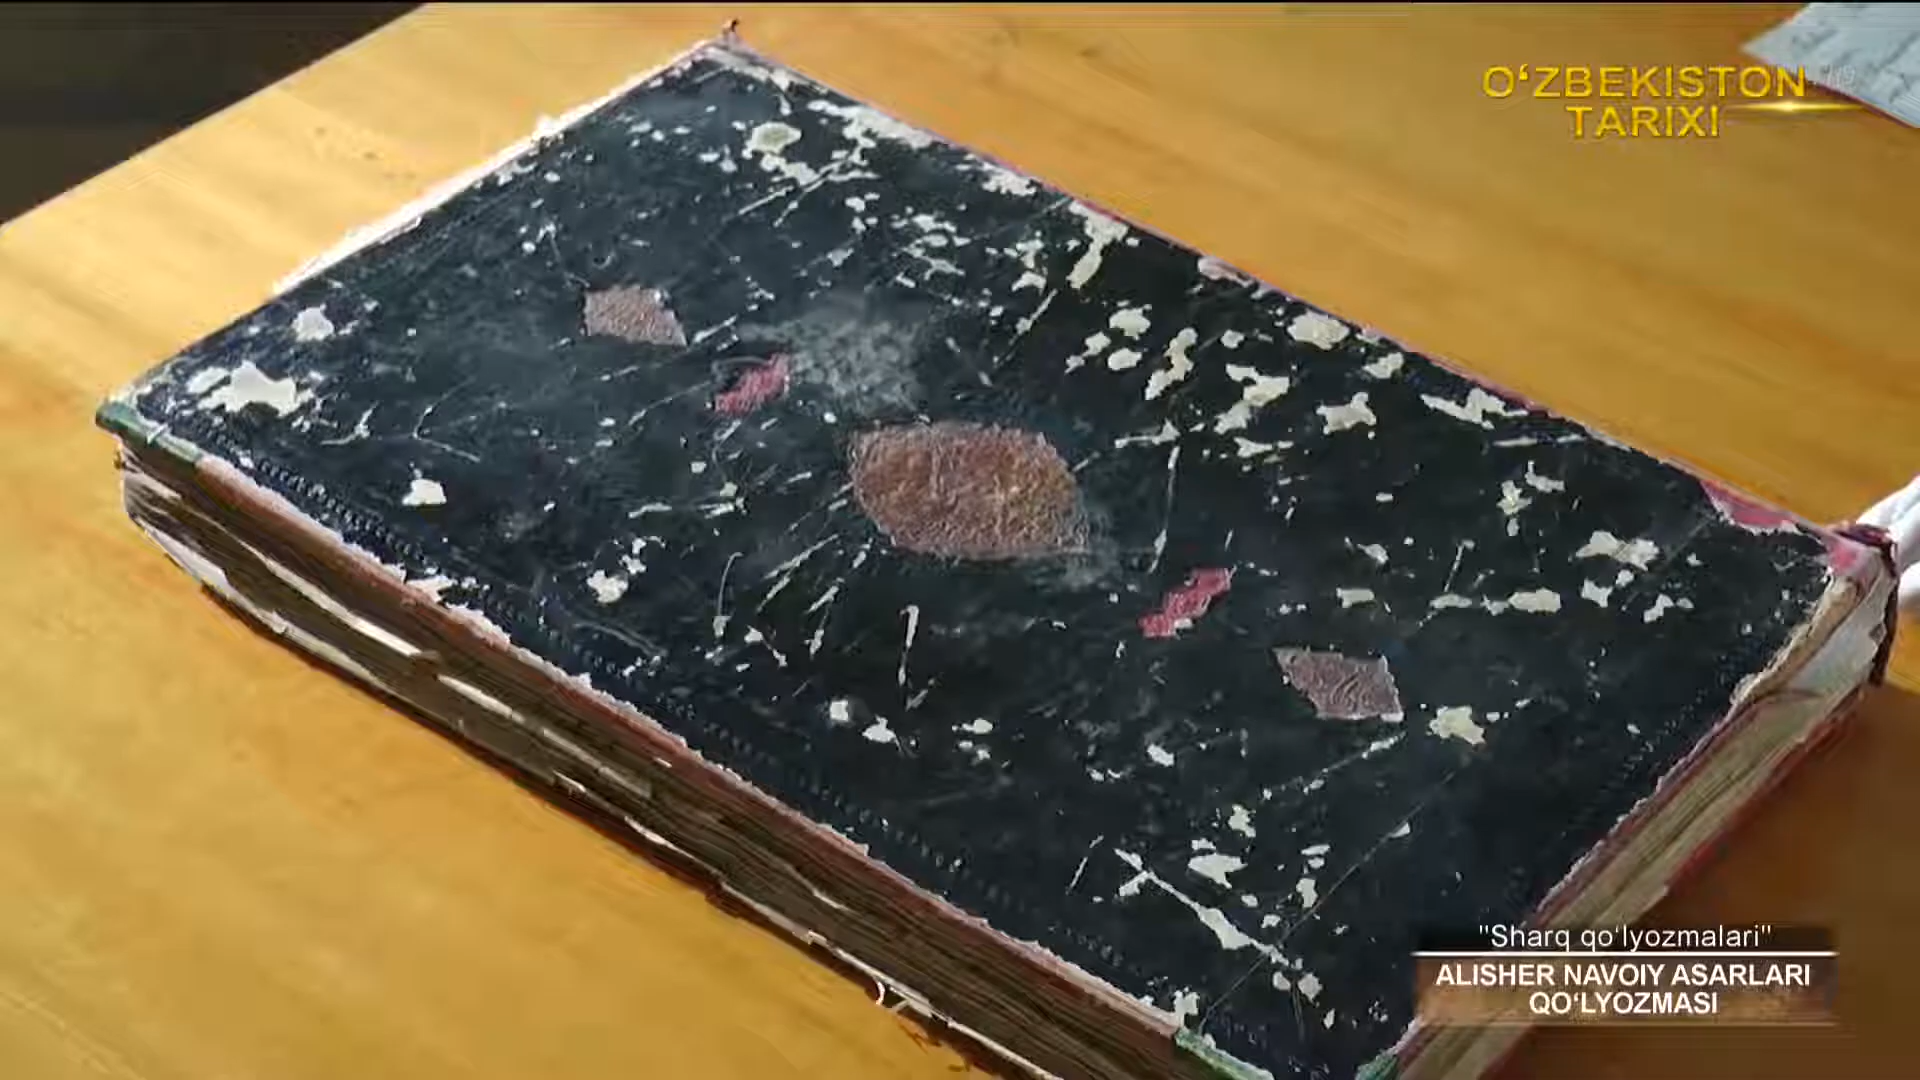 O‘ZBEKISTON
TARIXI
"Sharq qo‘lyozmalari"
ALISHER NAVOIY ASARLARI
QO‘LYOZMASI